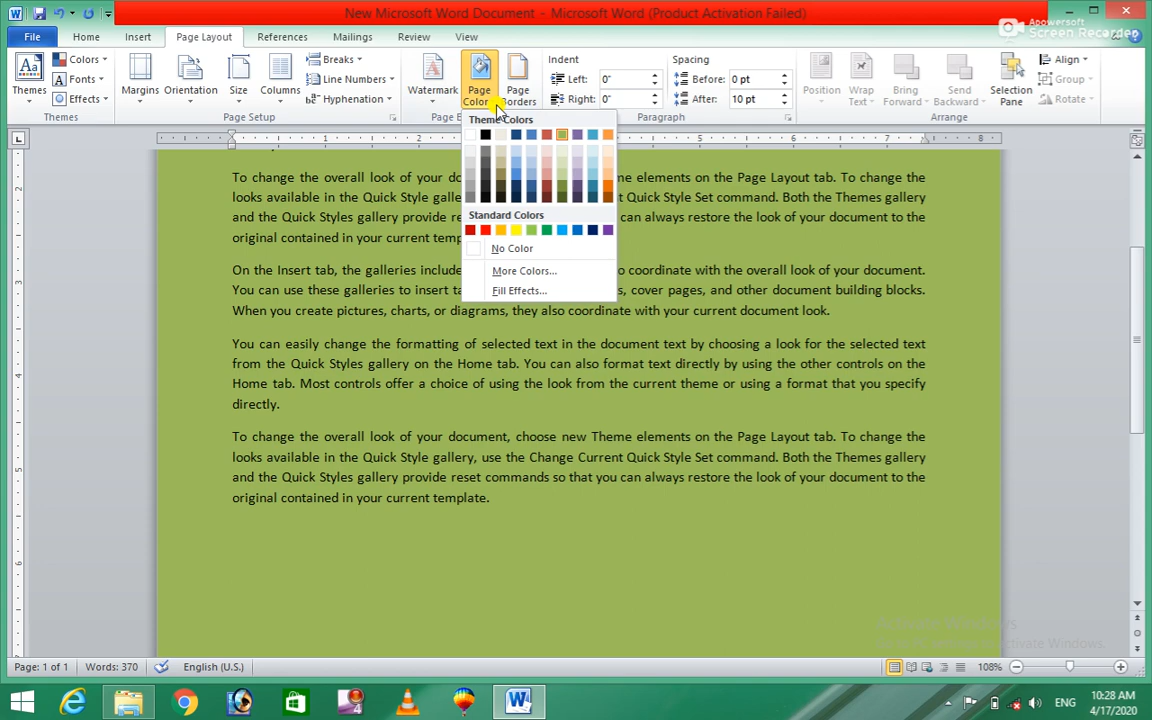 New Microsoft Word Document - Microsoft Word (Product Activation Failed)
Apowersoft
Screen Recorder
File Home Insert Page Layout References Mailings Review View
Aa
Themes
Colors
Fonts
Effects
Themes
Margins
Orientation
Size
Columns
Breaks
Line Numbers
Hyphenation
Page Setup
Watermark
Page
Color
Page
Borders
Page B
Indent
Left: 0"
Right: 0"
Spacing
Before: 0 pt
After: 10 pt
Paragraph
Position
Wrap
Text
Bring
Forward
Send
Backward
Selection
Pane
Align
Group
Rotate
Arrange
Theme Colors
Standard Colors
No Color
More Colors...
Fill Effects...
1 2 6 7 8
To change the overall look of your do me elements on the Page Layout tab. To change the
looks available in the Quick Style galle nt Quick Style Set command. Both the Themes gallery
and the Quick Styles gallery provide re can always restore the look of your document to the
original contained in your current temp
On the Insert tab, the galleries include o coordinate with the overall look of your document.
You can use these galleries to insert ta s, cover pages, and other document building blocks.
When you create pictures, charts, or diagrams, they also coordinate with your current document look.
You can easily change the formatting of selected text in the document text by choosing a look for the selected text
from the Quick Styles gallery on the Home tab. You can also format text directly by using the other controls on the
Home tab. Most controls offer a choice of using the look from the current theme or using a format that you specify
directly.
To change the overall look of your document, choose new Theme elements on the Page Layout tab. To change the
looks available in the Quick Style gallery, use the Change Current Quick Style Set command. Both the Themes gallery
and the Quick Styles gallery provide reset commands so that you can always restore the look of your document to the
original contained in your current template.
Activate Windows
Page: 1 of 1 Words: 370 English (U.S.) 108%
ENG
10:28 AM
4/17/2020